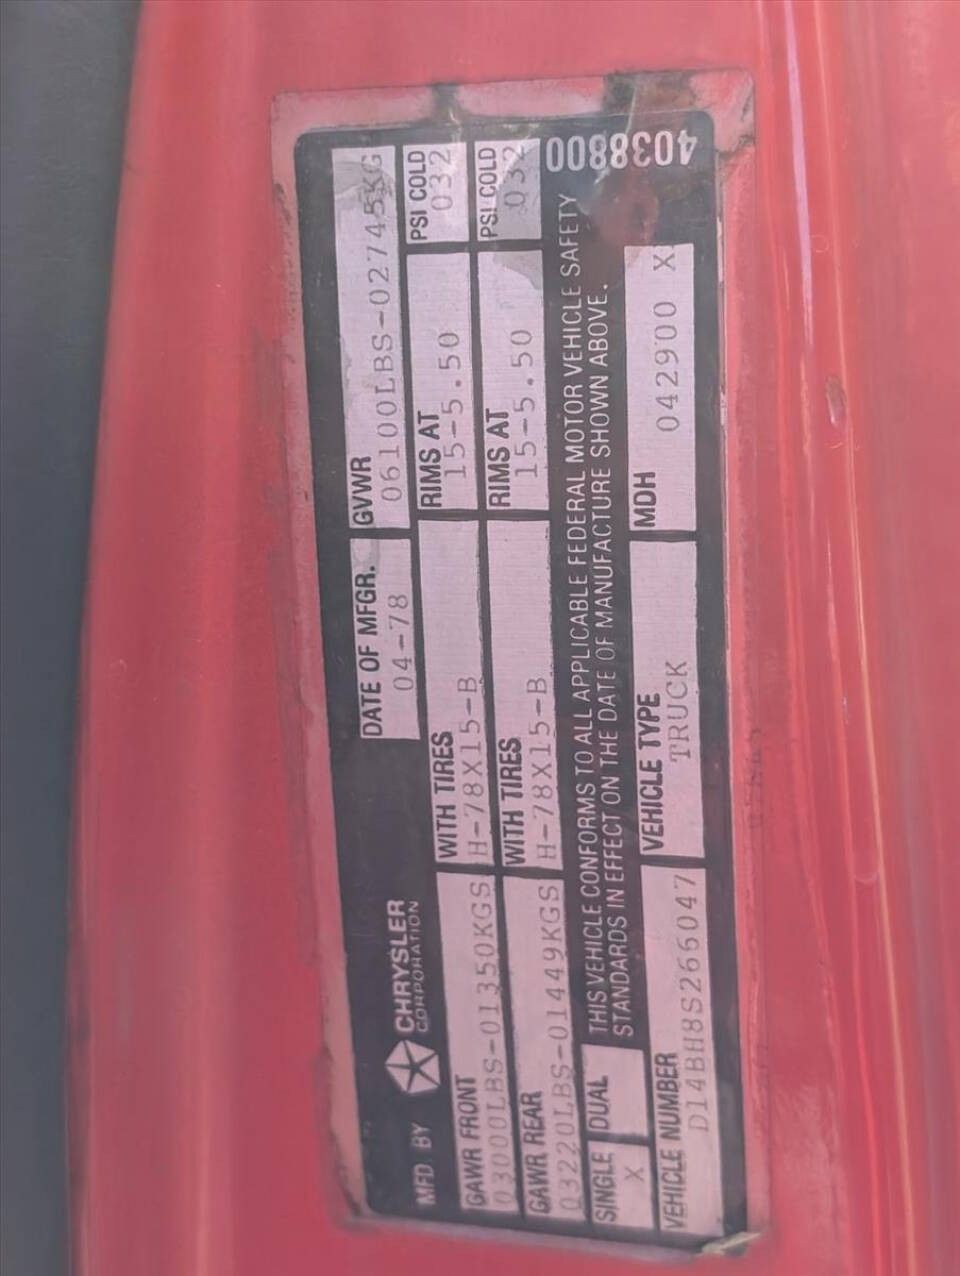 MFD BY CHRYSLER CORPORATION
DATE OF MFGR. GVWR
04-78 06100LBS-02745KG
GAWR FRONT WITH TIRES RIMS AT PSI COLD
03000LBS-01350KGS H-78X15-B 15-5.50 032
GAWR REAR WITH TIRES RIMS AT PSI COLD
03220LBS-01449KGS H-78X15-B 15-5.50 032
SINGLE DUAL
X
THIS VEHICLE CONFORMS TO ALL APPLICABLE FEDERAL MOTOR VEHICLE SAFETY
STANDARDS IN EFFECT ON THE DATE OF MANUFACTURE SHOWN ABOVE.
VEHICLE NUMBER VEHICLE TYPE MDH
D14BH8S266047 TRUCK 042900 X
4038800